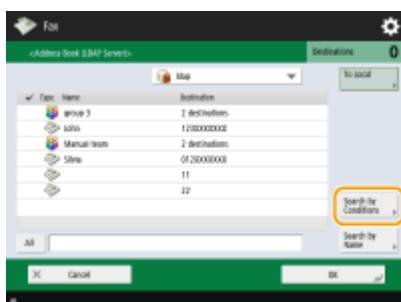 Fax
<Address Book (LDAP Server)>
Destinations 0
ldap
To Local
Type Name Destination
group 3 2 destinations
John 1200000000
Manual team 2 destinations
Silvia 0120000000
11
22
Search by
Conditions
All
Search by
Name
Cancel
OK